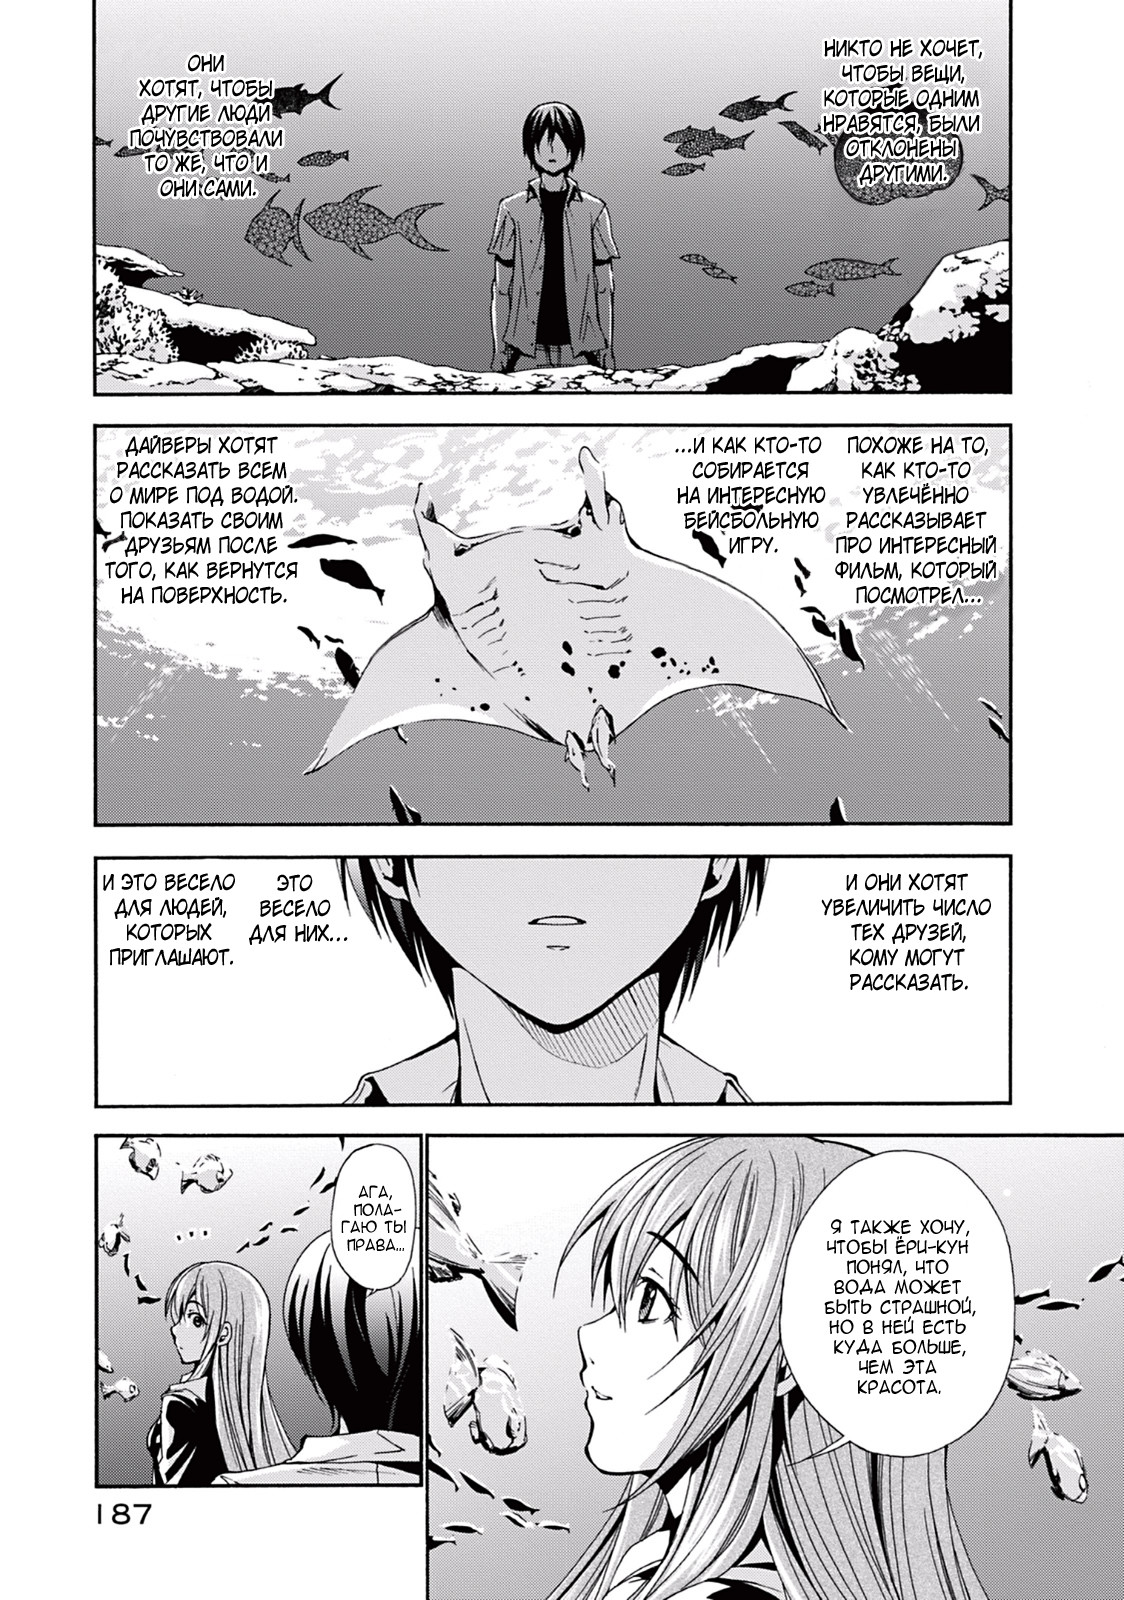 НИКТО НЕ ХОЧЕТ,
ЧТОБЫ ВЕЩИ,
КОТОРЫЕ ОДНИМ
НРАВЯТСЯ, БЫЛИ
ОТКЛОНЕНЫ
ДРУГИМИ.
ОНИ
ХОТЯТ, ЧТОБЫ
ДРУГИЕ ЛЮДИ
ПОЧУВСТВОВАЛИ
ТО ЖЕ, ЧТО И
ОНИ САМИ.
ПОХОЖЕ НА ТО,
КАК КТО-ТО
УВЛЕЧЁННО
РАССКАЗЫВАЕТ
ПРО ИНТЕРЕСНЫЙ
ФИЛЬМ, КОТОРЫЙ
ПОСМОТРЕЛ...
...И КАК КТО-ТО
СОБИРАЕТСЯ
НА ИНТЕРЕСНУЮ
БЕЙСБОЛЬНУЮ
ИГРУ.
ДАЙВЕРЫ ХОТЯТ
РАССКАЗАТЬ ВСЕМ
О МИРЕ ПОД ВОДОЙ.
ПОКАЗАТЬ СВОИМ
ДРУЗЬЯМ ПОСЛЕ
ТОГО, КАК ВЕРНУТСЯ
НА ПОВЕРХНОСТЬ.
И ОНИ ХОТЯТ
УВЕЛИЧИТЬ ЧИСЛО
ТЕХ ДРУЗЕЙ,
КОМУ МОГУТ
РАССКАЗАТЬ.
ЭТО
ВЕСЕЛО
ДЛЯ НИХ...
И ЭТО ВЕСЕЛО
ДЛЯ ЛЮДЕЙ,
КОТОРЫХ
ПРИГЛАШАЮТ.
Я ТАКЖЕ ХОЧУ,
ЧТОБЫ ЁРИ-КУН
ПОНЯЛ, ЧТО
ВОДА МОЖЕТ
БЫТЬ СТРАШНОЙ,
НО В НЕЙ ЕСТЬ
КУДА БОЛЬШЕ,
ЧЕМ ЭТА
КРАСОТА.
АГА,
ПОЛА-
ГАЮ ТЫ
ПРАВА...
...
187